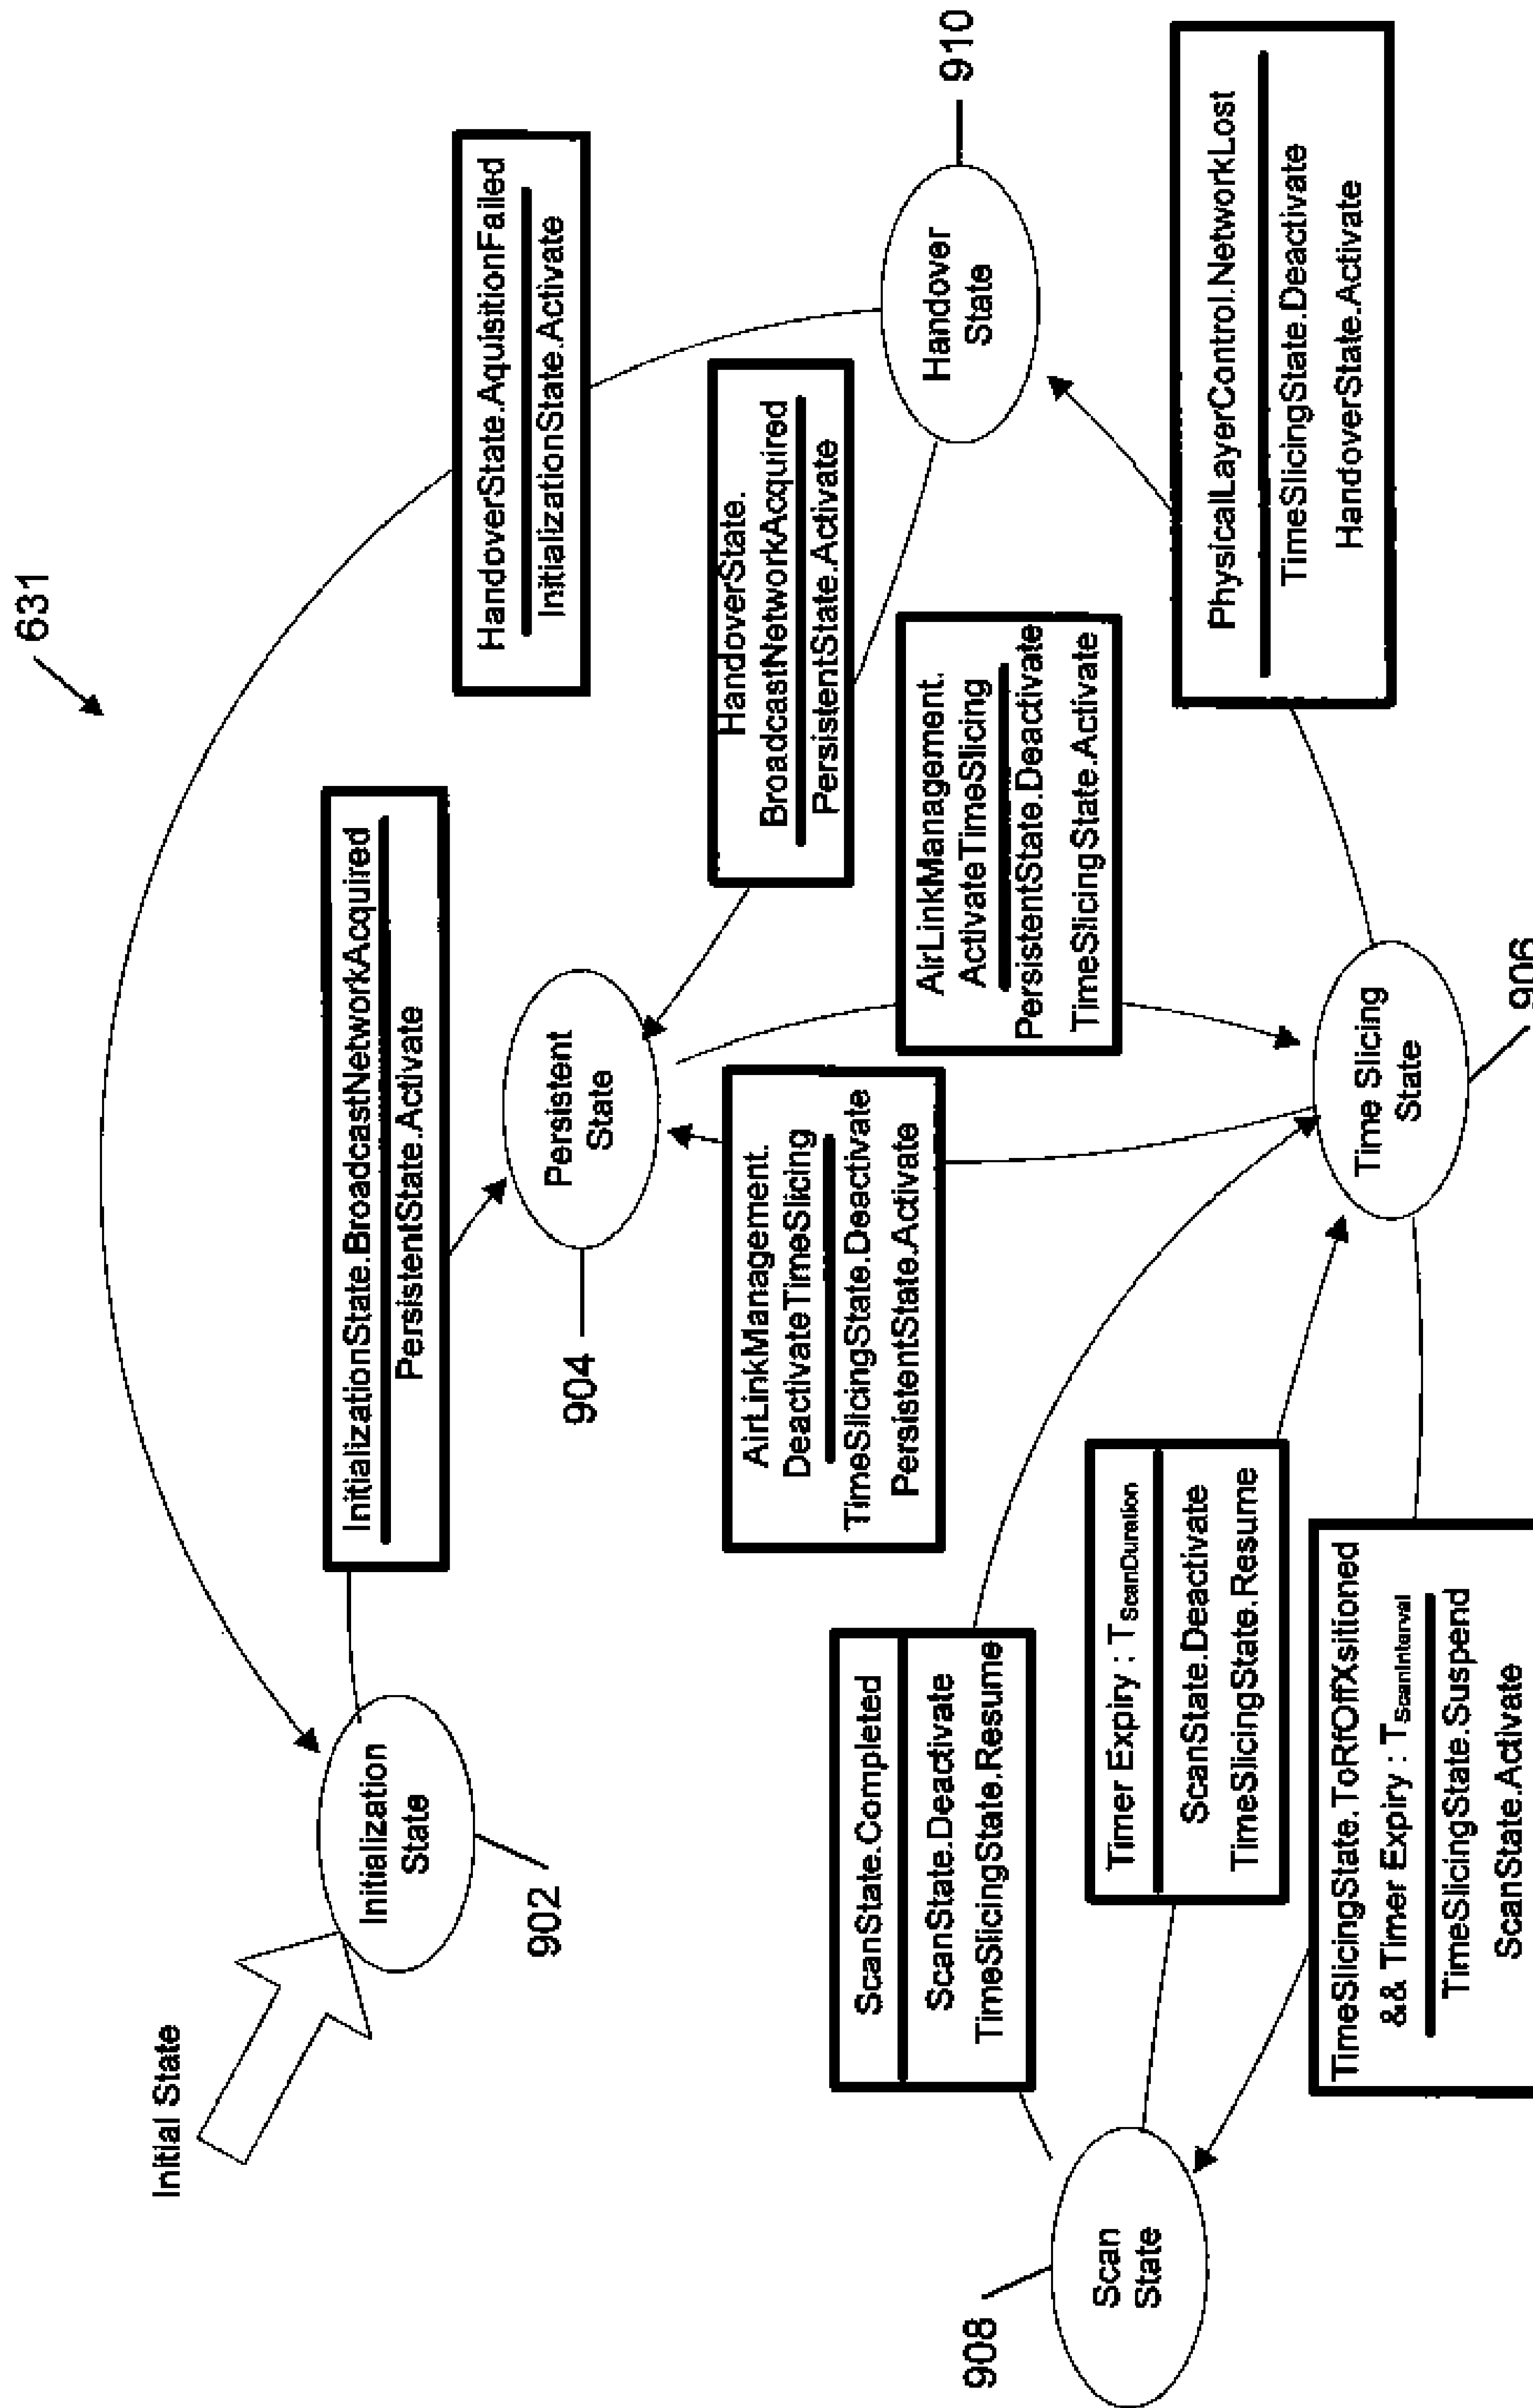 631
Initial State
Initialization
State
902
InitializationState.BroadcastNetworkAcquired
PersistentState.Activate
HandoverState.AquisitionFailed
InitializationState.Activate
Persistent
State
904
HandoverState.
BroadcastNetworkAcquired
PersistentState.Activate
Handover
State
910
AirLinkManagement.
DeactivateTimeSlicing
TimeSlicingState.Deactivate
PersistentState.Activate
AirLinkManagement.
ActivateTimeSlicing
PersistentState.Deactivate
TimeSlicingState.Activate
ScanState.Completed
ScanState.Deactivate
TimeSlicingState.Resume
Timer Expiry : TScanDuration
ScanState.Deactivate
TimeSlicingState.Resume
PhysicalLayerControl.NetworkLost
TimeSlicingState.Deactivate
HandoverState.Activate
Scan
State
908
Time Slicing
State
906
TimeSlicingState.ToRfOffXsitioned
&& Timer Expiry : TScanInterval
TimeSlicingState.Suspend
ScanState.Activate